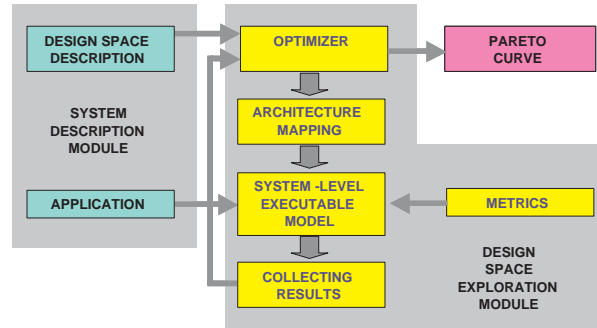 DESIGN SPACE
DESCRIPTION
OPTIMIZER
PARETO
CURVE
SYSTEM
DESCRIPTION
MODULE
ARCHITECTURE
MAPPING
APPLICATION
SYSTEM -LEVEL
EXECUTABLE
MODEL
METRICS
COLLECTING
RESULTS
DESIGN
SPACE
EXPLORATION
MODULE